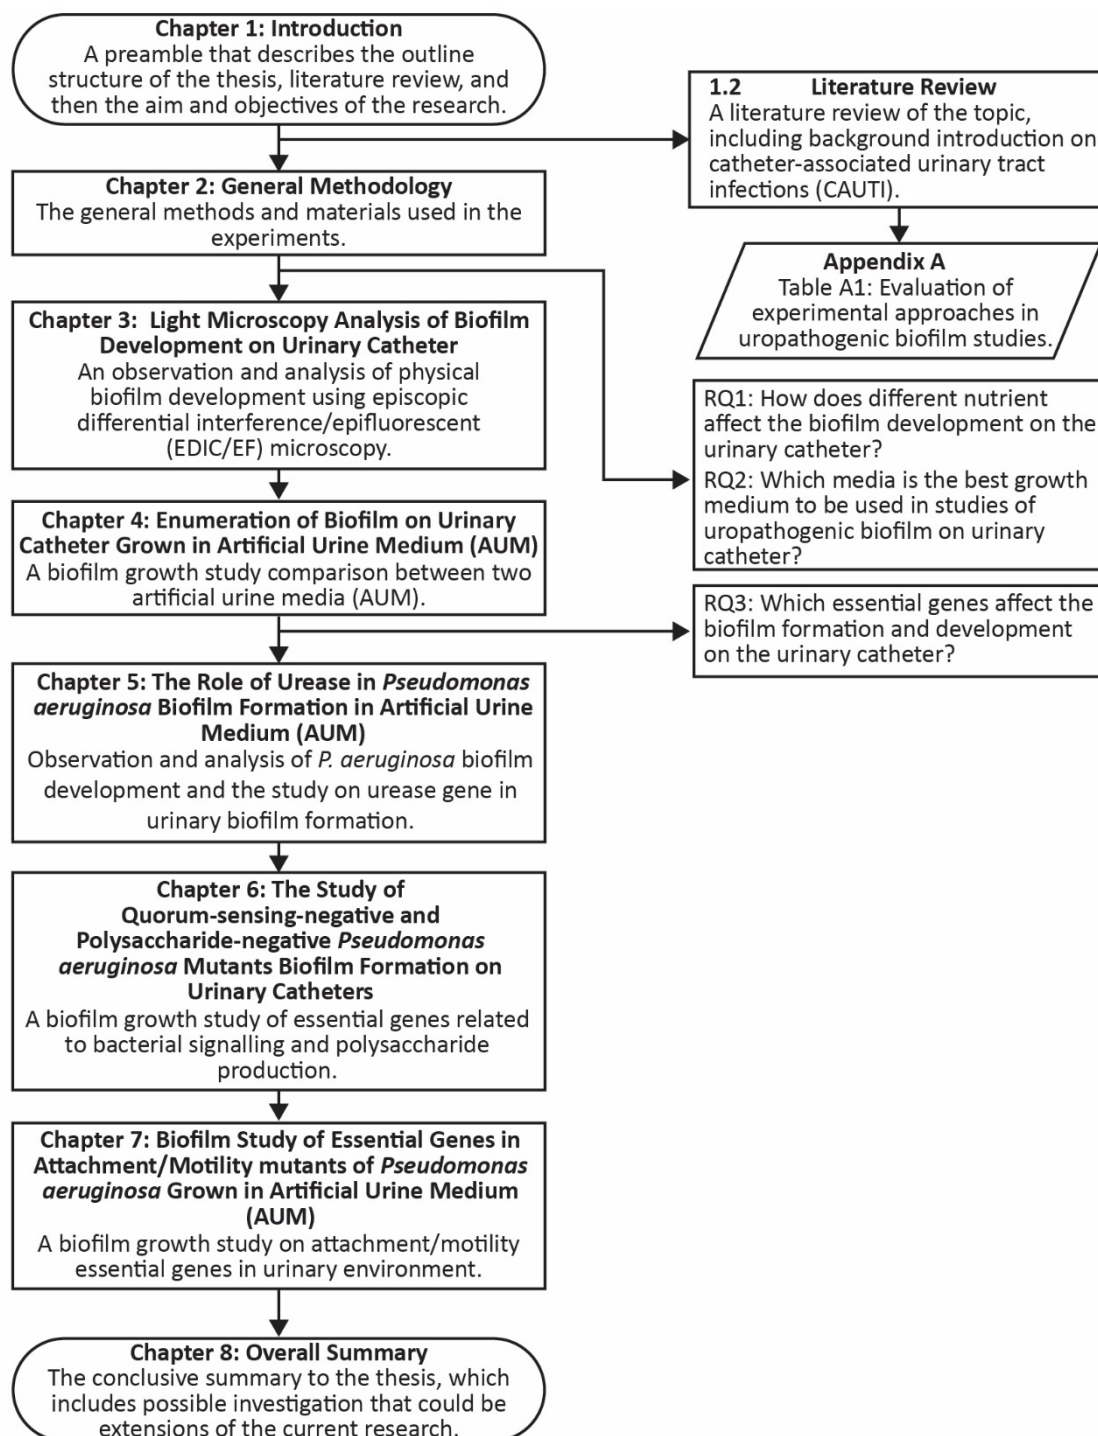 Chapter 1: Introduction
A preamble that describes the outline
structure of the thesis, literature review, and
then the aim and objectives of the research.
1.2 Literature Review
A literature review of the topic,
including background introduction on
catheter-associated urinary tract
infections (CAUTI).
Chapter 2: General Methodology
The general methods and materials used in the
experiments.
Appendix A
Table A1: Evaluation of
experimental approaches in
uropathogenic biofilm studies.
Chapter 3: Light Microscopy Analysis of Biofilm
Development on Urinary Catheter
An observation and analysis of physical
biofilm development using episcopic
differential interference/epifluorescent
(EDIC/EF) microscopy.
RQ1: How does different nutrient
affect the biofilm development on the
urinary catheter?
RQ2: Which media is the best growth
medium to be used in studies of
uropathogenic biofilm on urinary
catheter?
Chapter 4: Enumeration of Biofilm on Urinary
Catheter Grown in Artificial Urine Medium (AUM)
A biofilm growth study comparison between two
artificial urine media (AUM).
RQ3: Which essential genes affect the
biofilm formation and development
on the urinary catheter?
Chapter 5: The Role of Urease in Pseudomonas
aeruginosa Biofilm Formation in Artificial Urine
Medium (AUM)
Observation and analysis of P. aeruginosa biofilm
development and the study on urease gene in
urinary biofilm formation.
Chapter 6: The Study of
Quorum-sensing-negative and
Polysaccharide-negative Pseudomonas
aeruginosa Mutants Biofilm Formation on
Urinary Catheters
A biofilm growth study of essential genes related
to bacterial signalling and polysaccharide
production.
Chapter 7: Biofilm Study of Essential Genes in
Attachment/Motility mutants of Pseudomonas
aeruginosa Grown in Artificial Urine Medium
(AUM)
A biofilm growth study on attachment/motility
essential genes in urinary environment.
Chapter 8: Overall Summary
The conclusive summary to the thesis, which
includes possible investigation that could be
extensions of the current research.